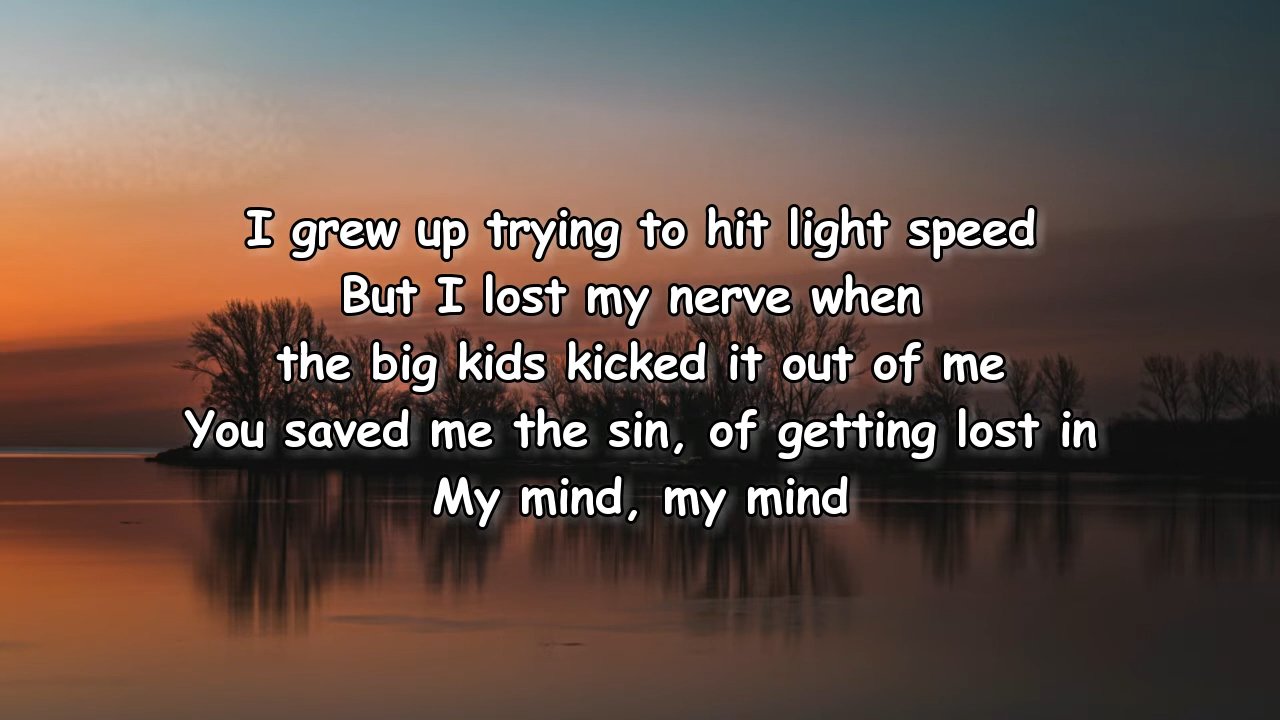 I grew up trying to hit light speed
But I lost my nerve when
the big kids kicked it out of me
You saved me the sin, of getting lost in
My mind, my mind